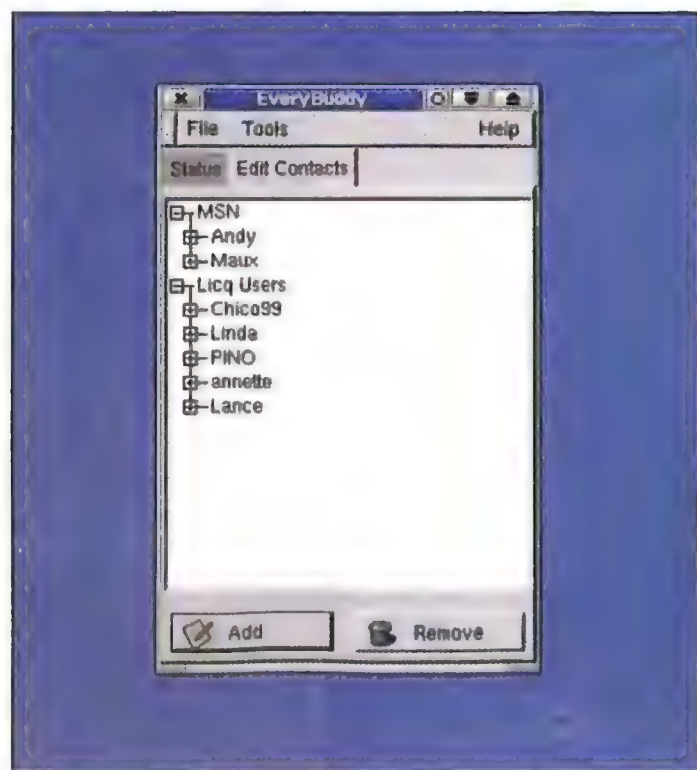 EveryBuddy
File Tools Help
Status Edit Contacts
MSN
Andy
Maux
Licq Users
Chico99
Linda
PINO
annette
Lance
Add Remove